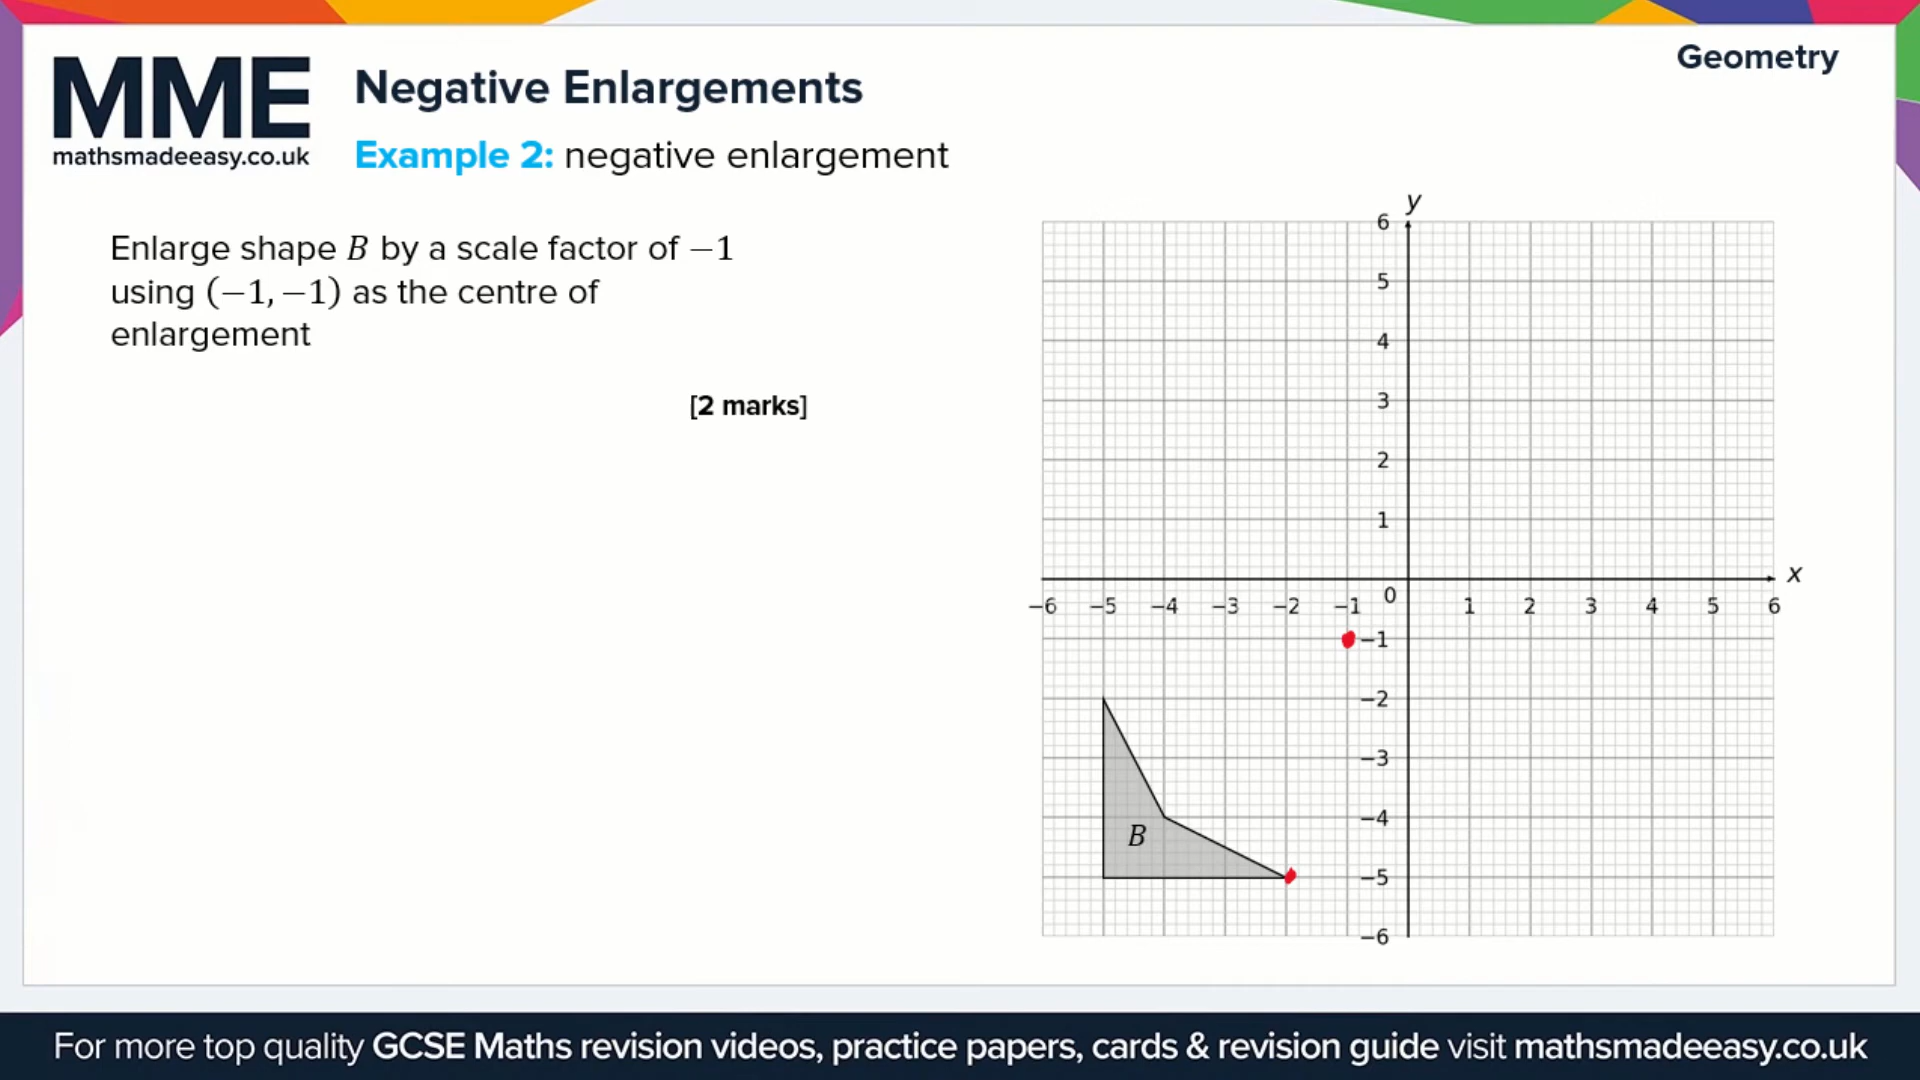 MME
mathsmadeeasy.co.uk
Negative Enlargements
Example 2: negative enlargement
Geometry
Enlarge shape B by a scale factor of −1
using (−1, −1) as the centre of
enlargement
[2 marks]
y
6
5
4
3
2
1
x
−6 −5 −4 −3 −2 −1 0 1 2 3 4 5 6
−1
−2
−3
−4
−5
−6
B
For more top quality GCSE Maths revision videos, practice papers, cards & revision guide visit mathsmadeeasy.co.uk